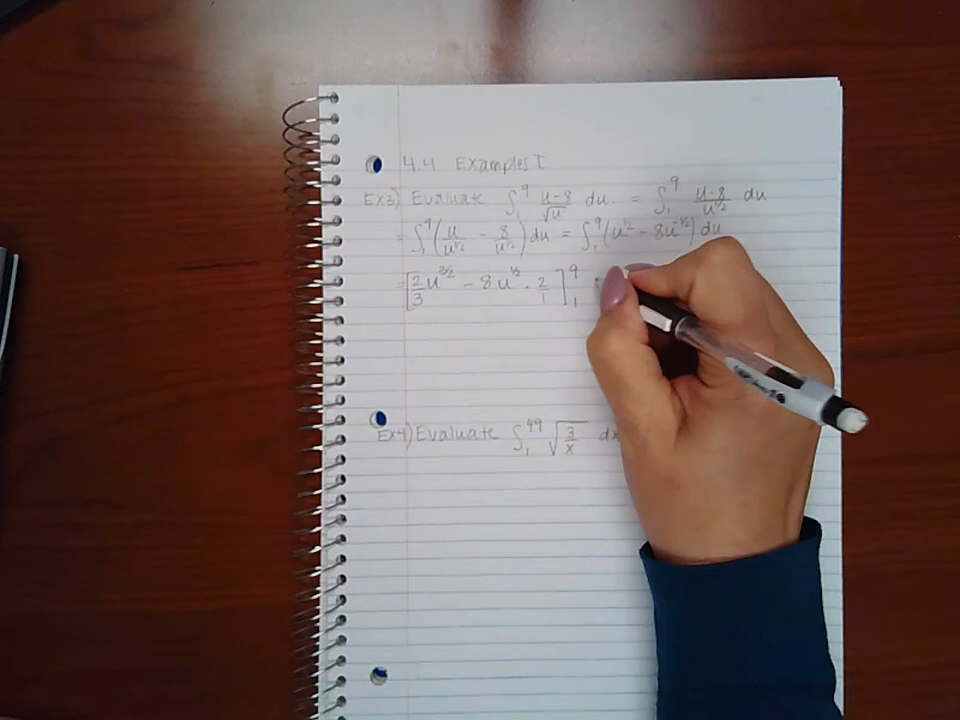 4.4 Examples I
Ex3) Evaluate ∫₁⁹ (u-8)/√u du. = ∫₁⁹ (u-8)/u^(1/2) du
= ∫₁⁹ (u/u^(1/2) - 8/u^(1/2)) du = ∫₁⁹ (u^(1/2) - 8u^(-1/2)) du
= [2/3 u^(3/2) - 8u^(1/2) · 2/1]₁⁹
Ex4) Evaluate ∫₁⁴⁹ √(3/x) dx